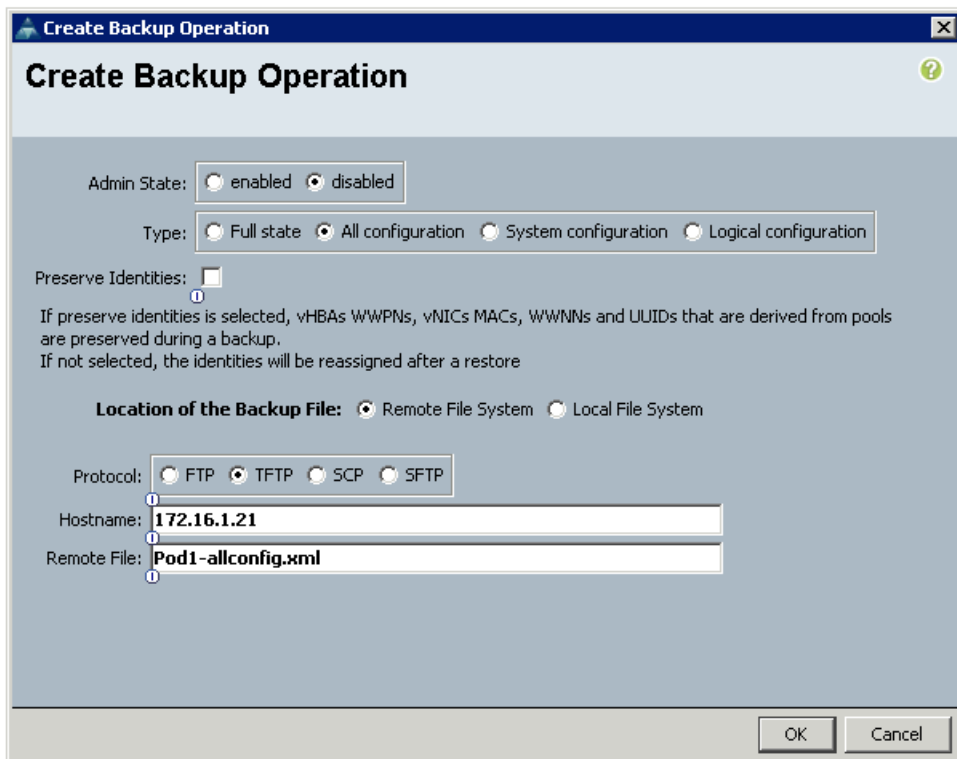 Create Backup Operation
Create Backup Operation
Admin State: enabled disabled
Type: Full state All configuration System configuration Logical configuration
Preserve Identities:
If preserve identities is selected, vHBAs WWPNs, vNICs MACs, WWNNs and UUIDs that are derived from pools
are preserved during a backup.
If not selected, the identities will be reassigned after a restore
Location of the Backup File: Remote File System Local File System
Protocol: FTP TFTP SCP SFTP
Hostname: 172.16.1.21
Remote File: Pod1-allconfig.xml
OK Cancel